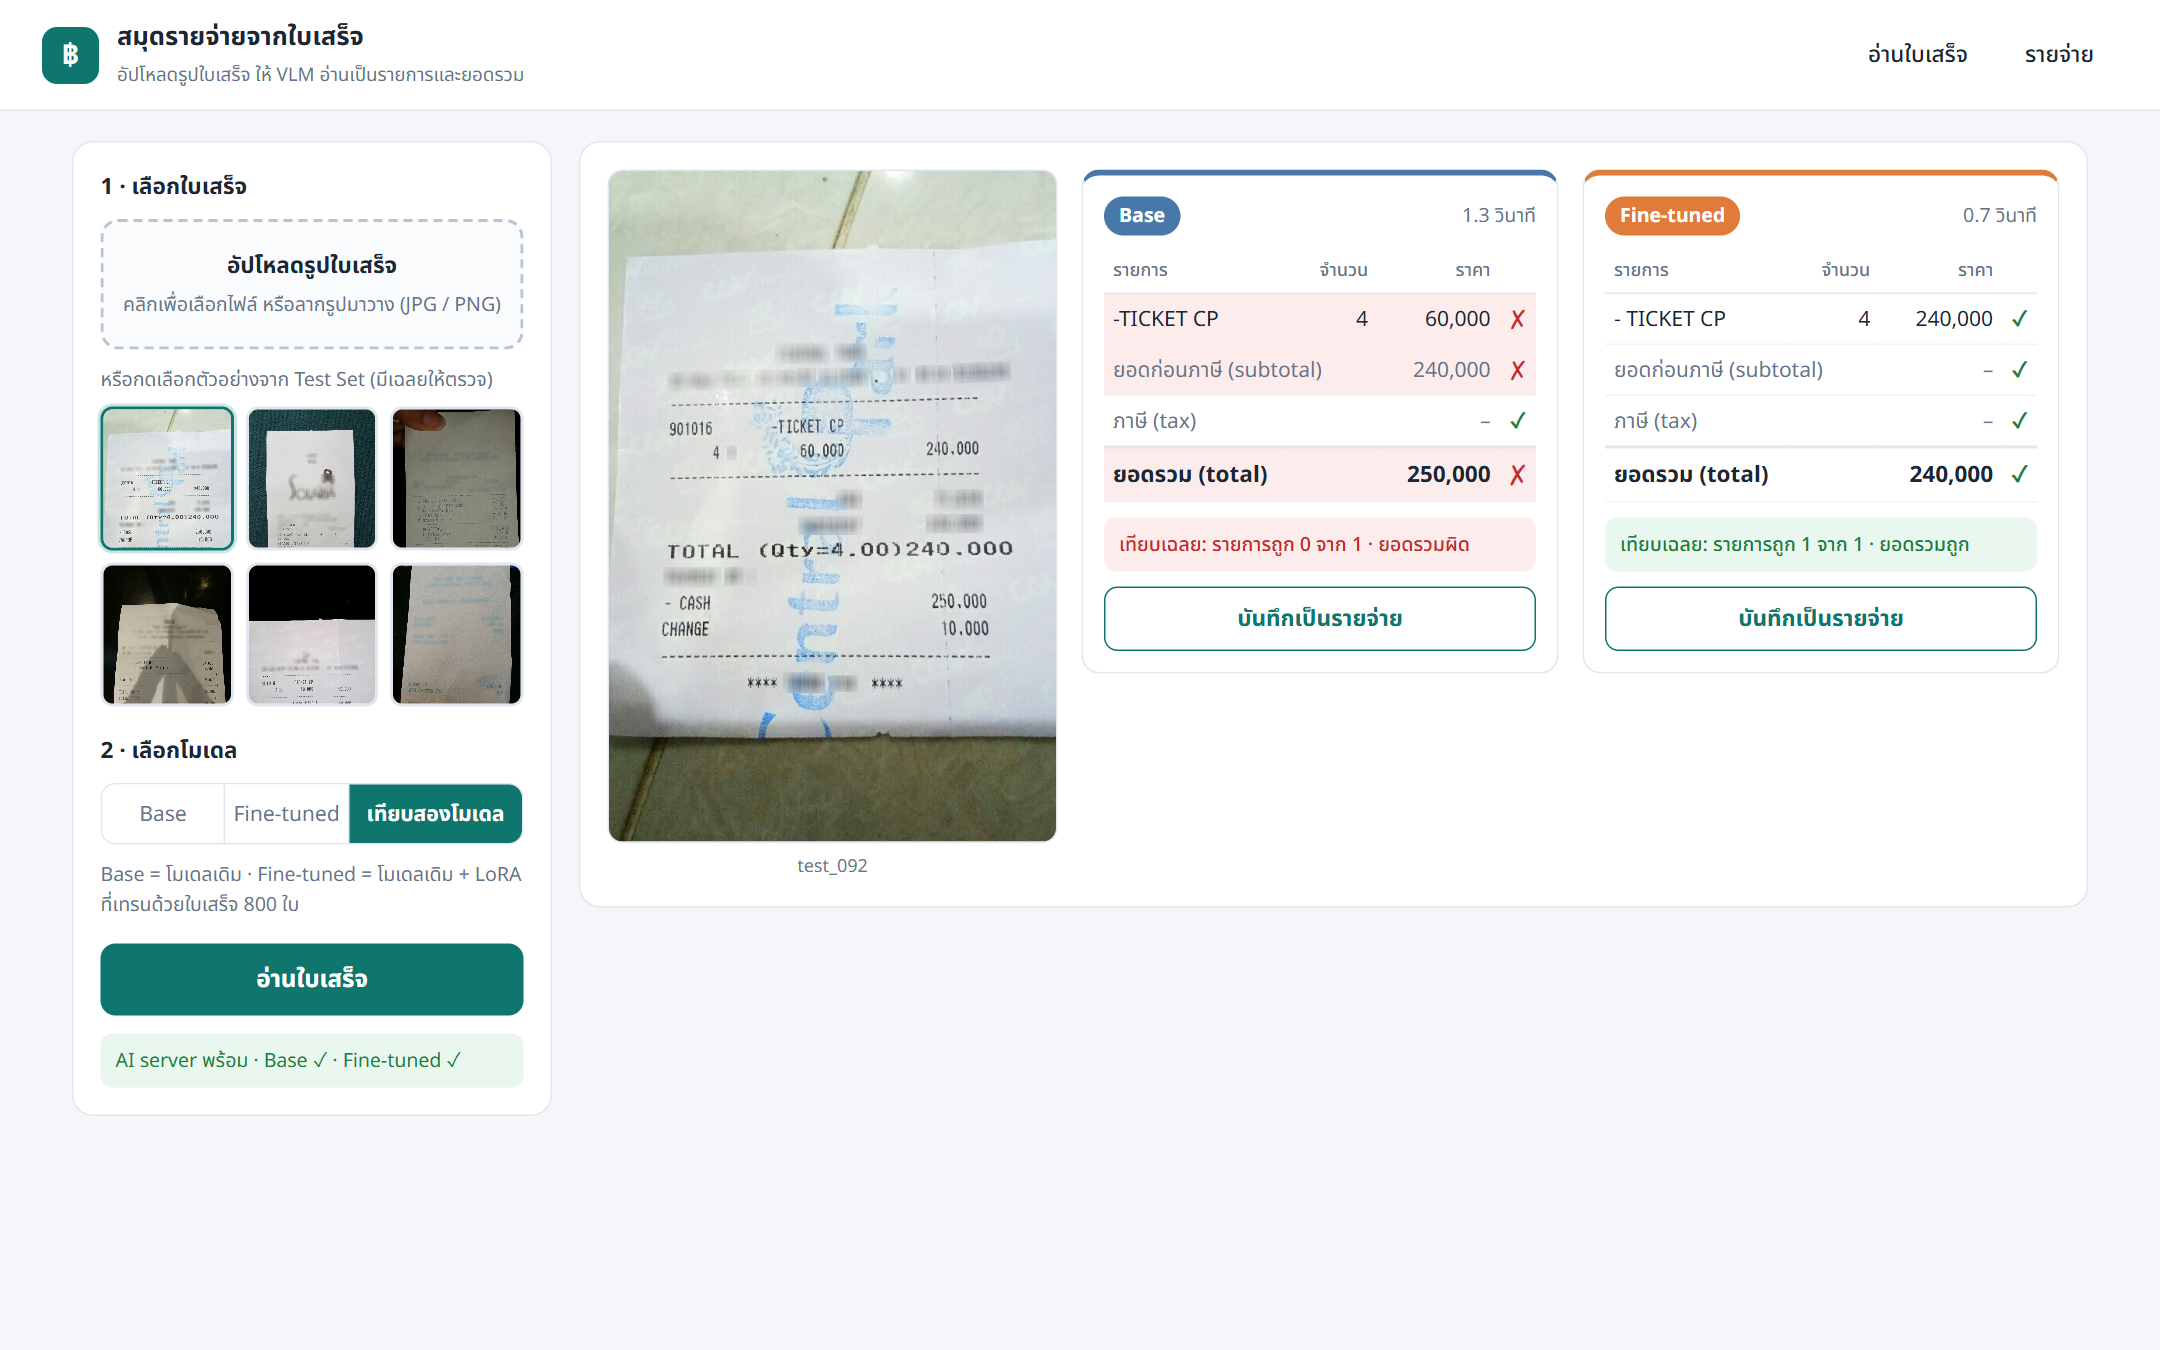 ฿
สมุดรายจ่ายจากใบเสร็จ
อัปโหลดรูปใบเสร็จ ให้ VLM อ่านเป็นรายการและยอดรวม
อ่านใบเสร็จ รายจ่าย
1 · เลือกใบเสร็จ
อัปโหลดรูปใบเสร็จ
คลิกเพื่อเลือกไฟล์ หรือลากรูปมาวาง (JPG / PNG)
หรือกดเลือกตัวอย่างจาก Test Set (มีเฉลยให้ตรวจ)
SOLARIA
2 · เลือกโมเดล
Base Fine-tuned เทียบสองโมเดล
Base = โมเดลเดิม · Fine-tuned = โมเดลเดิม + LoRA
ที่เทรนด้วยใบเสร็จ 800 ใบ
อ่านใบเสร็จ
AI server พร้อม · Base ✓ · Fine-tuned ✓
901016 -TICKET CP
4 60.000 240.000
TOTAL (Qty=4.00)240.000
- CASH 250.000
CHANGE 10.000
**** ****
test_092
Base 1.3 วินาที
รายการ จำนวน ราคา
-TICKET CP 4 60,000 ✗
ยอดก่อนภาษี (subtotal) 240,000 ✗
ภาษี (tax) – ✓
ยอดรวม (total) 250,000 ✗
เทียบเฉลย: รายการถูก 0 จาก 1 · ยอดรวมผิด
บันทึกเป็นรายจ่าย
Fine-tuned 0.7 วินาที
รายการ จำนวน ราคา
- TICKET CP 4 240,000 ✓
ยอดก่อนภาษี (subtotal) – ✓
ภาษี (tax) – ✓
ยอดรวม (total) 240,000 ✓
เทียบเฉลย: รายการถูก 1 จาก 1 · ยอดรวมถูก
บันทึกเป็นรายจ่าย